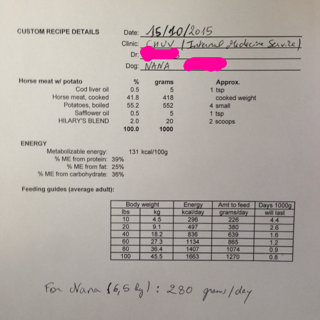 CUSTOM RECIPE DETAILS Date: 15/10/2015
Clinic: CHUV (Internal Medicine Service)
Dr:
Dog: NANA
Horse meat w/ potato % grams Approx.
Cod liver oil 0.5 5 1 tsp
Horse meat, cooked 41.8 418 cooked weight
Potatoes, boiled 55.2 552 4 small
Safflower oil 0.5 5 1 tsp
HILARY'S BLEND 2.0 20 2 scoops
100.0 1000
ENERGY
Metabolizable energy: 131 kcal/100g
% ME from protein: 39%
% ME from fat: 25%
% ME from carbohydrate: 36%
Feeding guides (average adult):
Body weight Energy Amt to feed Days 1000g
lbs kg kcal/day grams/day will last
10 4.5 296 226 4.4
20 9.1 497 380 2.6
40 18.2 836 639 1.6
60 27.3 1134 865 1.2
80 36.4 1407 1074 0.9
100 45.5 1663 1270 0.8
For Nana (6,5 kg) : 280 grams/day